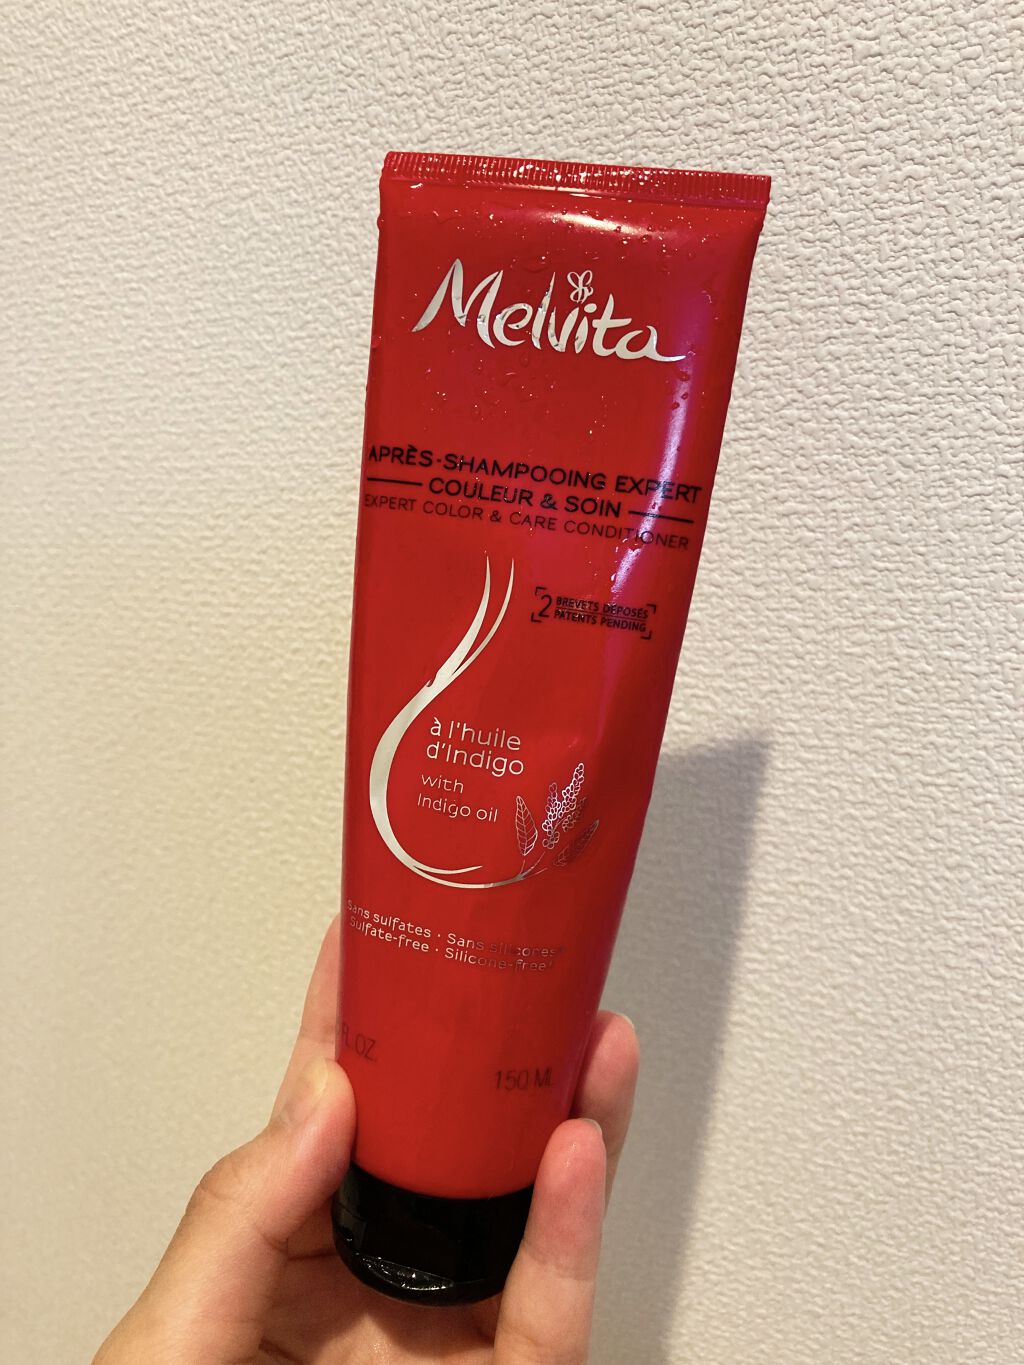 Melvita
APRÈS-SHAMPOOING EXPERT
COULEUR & SOIN
EXPERT COLOR & CARE CONDITIONER
2 BREVETS DÉPOSÉS
PATENTS PENDING
à l'huile
d'Indigo
with
Indigo oil
Sans sulfates · Sans silicones*
Sulfate-free · Silicone-free*
FL OZ.
150 ML